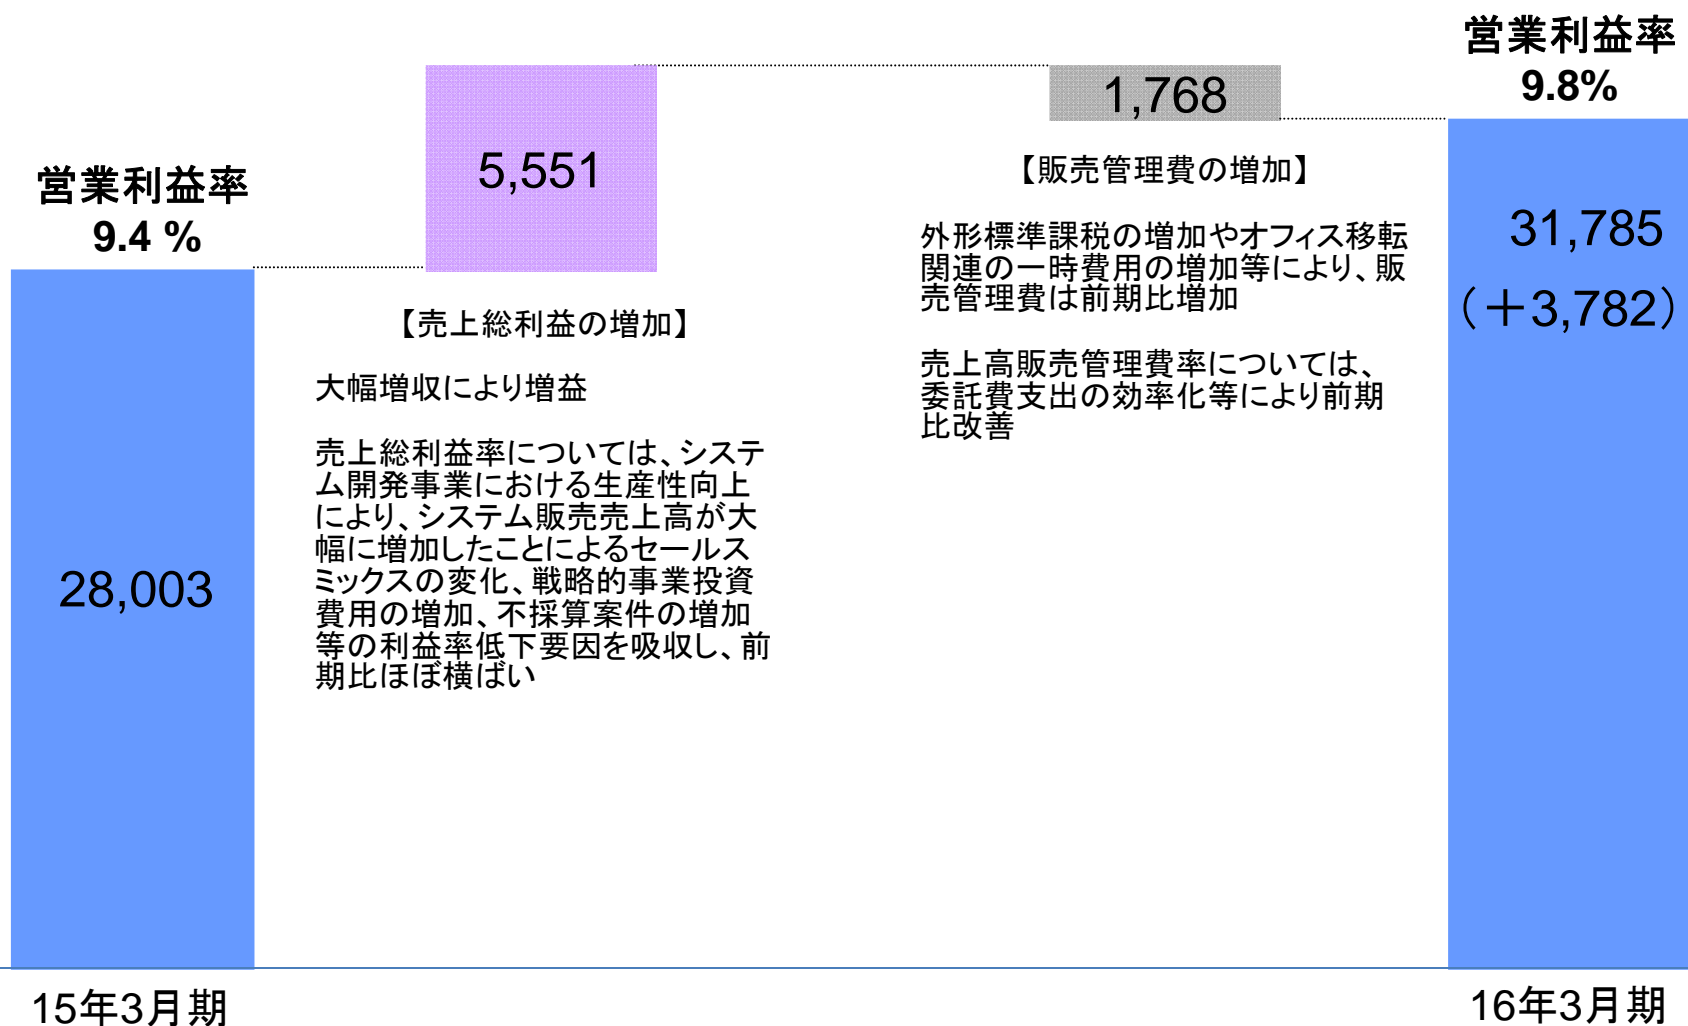 営業利益率
9.4 %
28,003
15年3月期
5,551
【売上総利益の増加】
大幅増収により増益
売上総利益率については、システ
ム開発事業における生産性向上
により、システム販売売上高が大
幅に増加したことによるセールス
ミックスの変化、戦略的事業投資
費用の増加、不採算案件の増加
等の利益率低下要因を吸収し、前
期比ほぼ横ばい
1,768
【販売管理費の増加】
外形標準課税の増加やオフィス移転
関連の一時費用の増加等により、販
売管理費は前期比増加
売上高販売管理費率については、
委託費支出の効率化等により前期
比改善
営業利益率
9.8%
31,785
（＋3,782）
16年3月期